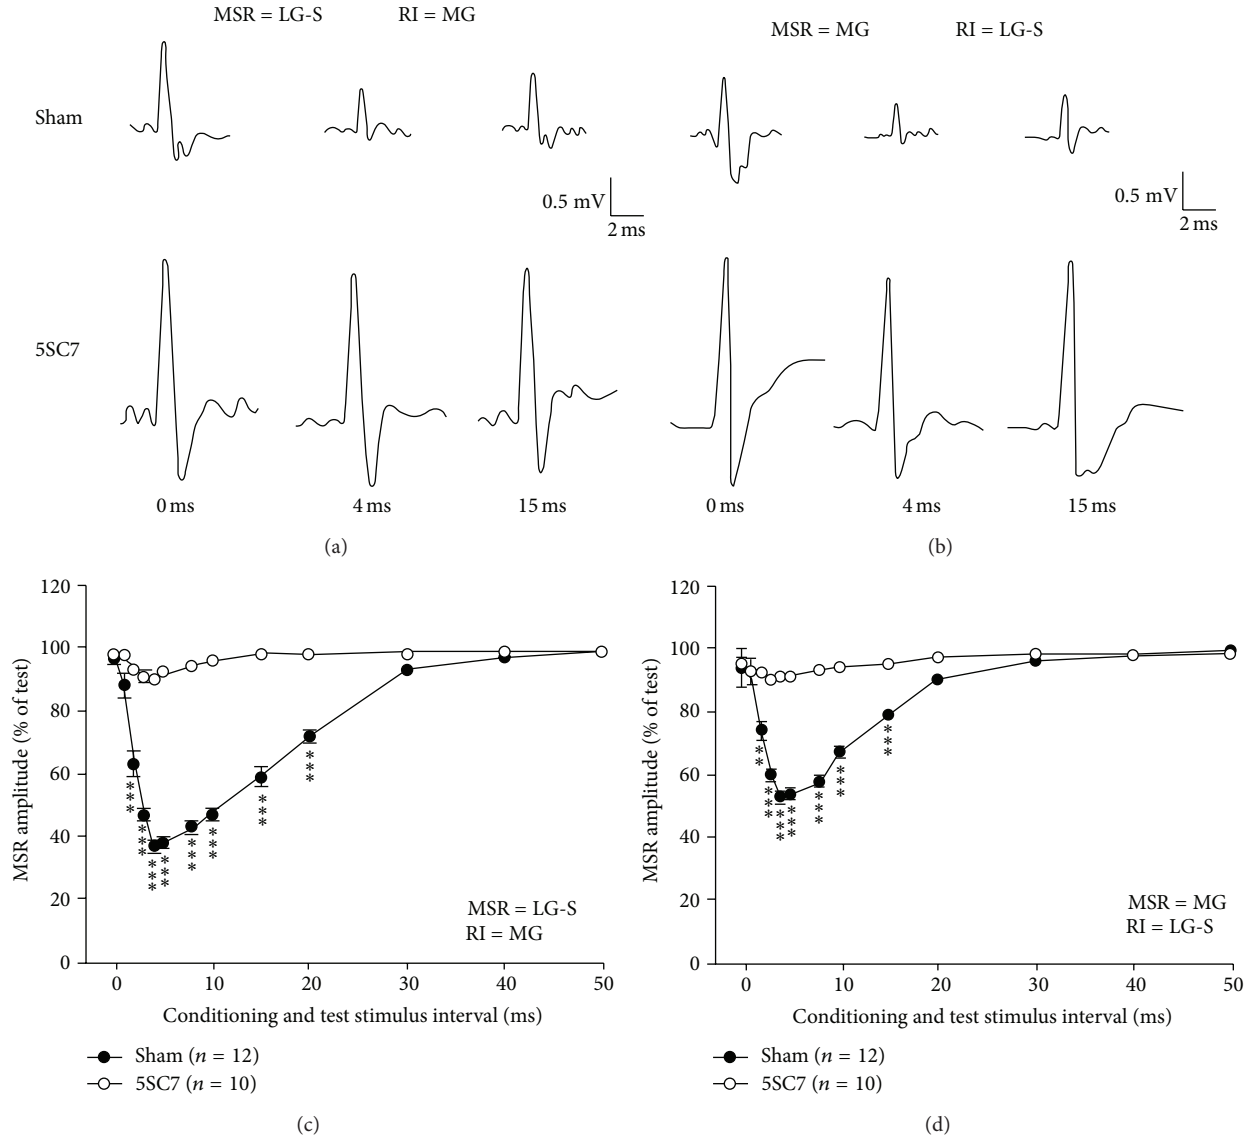 MSR = LG-S RI = MG
Sham
0.5 mV
2 ms
5SC7
0 ms 4 ms 15 ms
(a)
MSR = MG RI = LG-S
0.5 mV
2 ms
0 ms 4 ms 15 ms
(b)
120
100
80
60
40
20
0
MSR amplitude (% of test)
***
***
***
***
***
***
***
***
MSR = LG-S
RI = MG
0 10 20 30 40 50
Conditioning and test stimulus interval (ms)
Sham (n = 12)
5SC7 (n = 10)
(c)
120
100
80
60
40
20
0
MSR amplitude (% of test)
**
***
***
***
***
***
***
MSR = MG
RI = LG-S
0 10 20 30 40 50
Conditioning and test stimulus interval (ms)
Sham (n = 12)
5SC7 (n = 10)
(d)